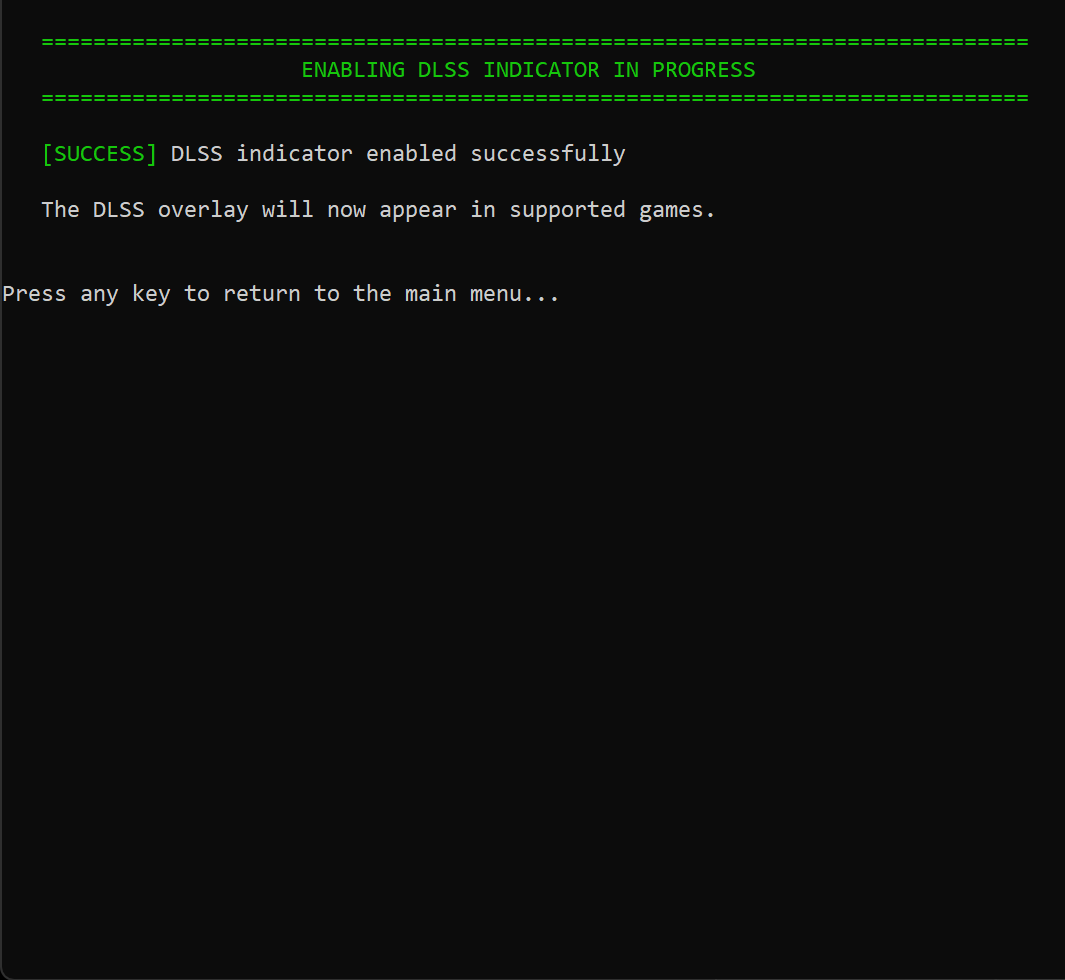 ============================================================================
ENABLING DLSS INDICATOR IN PROGRESS
============================================================================
[SUCCESS] DLSS indicator enabled successfully
The DLSS overlay will now appear in supported games.
Press any key to return to the main menu...